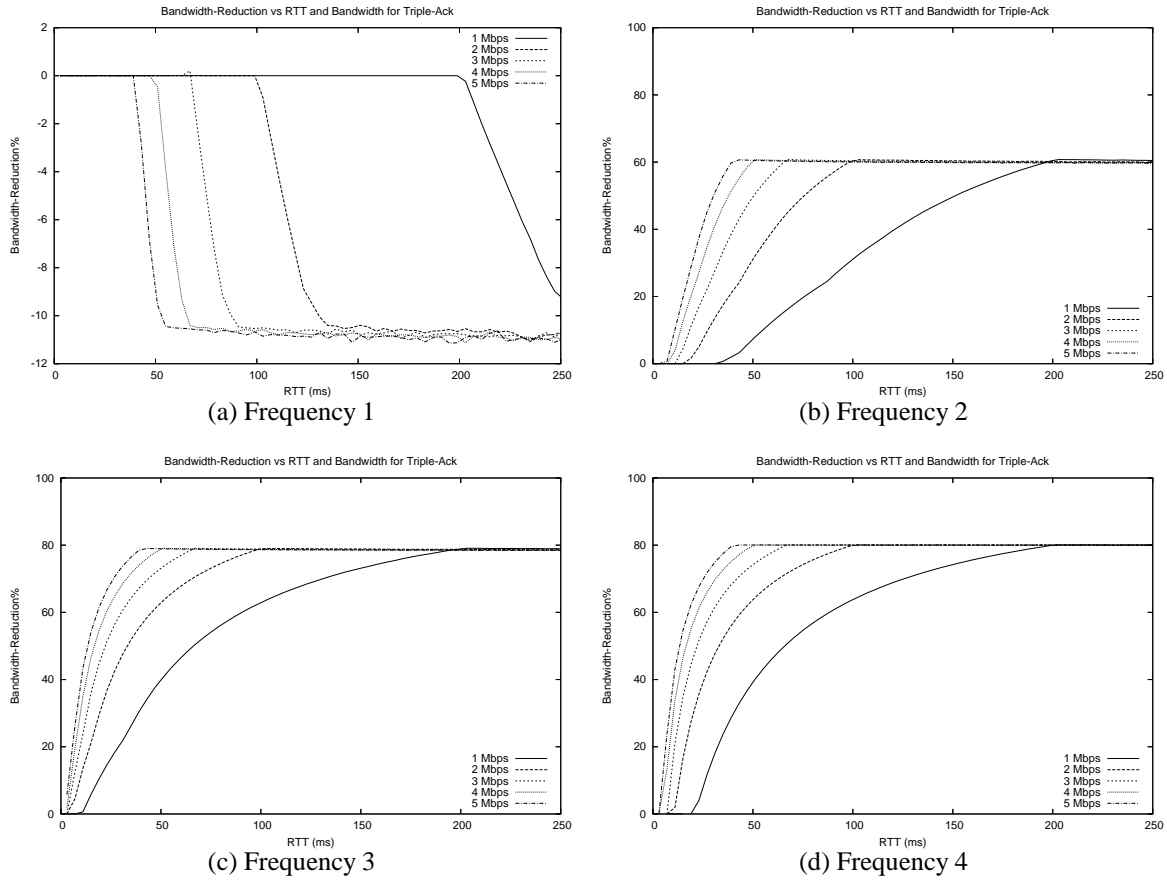 Bandwidth-Reduction vs RTT and Bandwidth for Triple-Ack
2
0
-2
-4
-6
-8
-10
-12
Bandwidth-Reduction%
1 Mbps
2 Mbps
3 Mbps
4 Mbps
5 Mbps
0 50 100 150 200 250
RTT (ms)
(a) Frequency 1
Bandwidth-Reduction vs RTT and Bandwidth for Triple-Ack
100
80
60
40
20
0
Bandwidth-Reduction%
1 Mbps
2 Mbps
3 Mbps
4 Mbps
5 Mbps
0 50 100 150 200 250
RTT (ms)
(b) Frequency 2
Bandwidth-Reduction vs RTT and Bandwidth for Triple-Ack
100
80
60
40
20
0
Bandwidth-Reduction%
1 Mbps
2 Mbps
3 Mbps
4 Mbps
5 Mbps
0 50 100 150 200 250
RTT (ms)
(c) Frequency 3
Bandwidth-Reduction vs RTT and Bandwidth for Triple-Ack
100
80
60
40
20
0
Bandwidth-Reduction%
1 Mbps
2 Mbps
3 Mbps
4 Mbps
5 Mbps
0 50 100 150 200 250
RTT (ms)
(d) Frequency 4